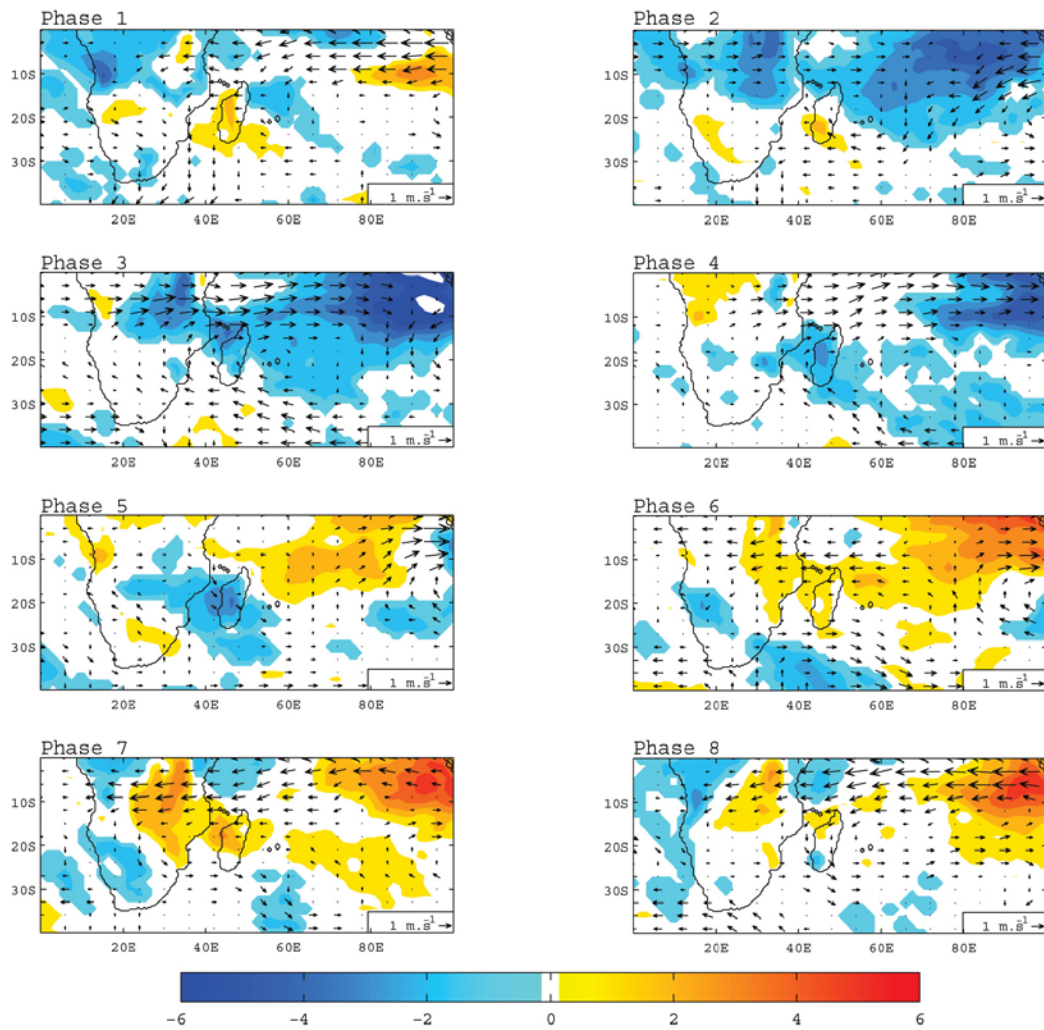 Phase 1
10S
20S
30S
1 m.s⁻¹
20E 40E 60E 80E
Phase 2
10S
20S
30S
1 m.s⁻¹
20E 40E 60E 80E
Phase 3
10S
20S
30S
1 m.s⁻¹
20E 40E 60E 80E
Phase 4
10S
20S
30S
1 m.s⁻¹
20E 40E 60E 80E
Phase 5
10S
20S
30S
1 m.s⁻¹
20E 40E 60E 80E
Phase 6
10S
20S
30S
1 m.s⁻¹
20E 40E 60E 80E
Phase 7
10S
20S
30S
1 m.s⁻¹
20E 40E 60E 80E
Phase 8
10S
20S
30S
1 m.s⁻¹
20E 40E 60E 80E
-6 -4 -2 0 2 4 6